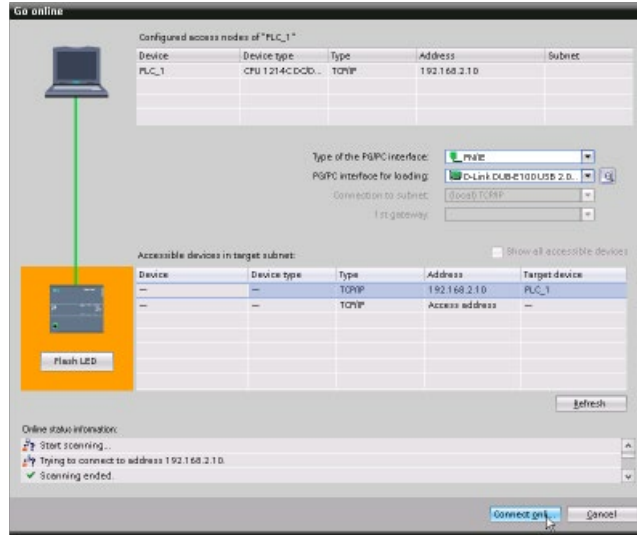 Go online
Configured access nodes of "PLC_1"
Device Device type Type Address Subnet
PLC_1 CPU 1214C DC/D... TCP/IP 192.168.2.10
Type of the PG/PC interface: PN/IE
PG/PC interface for loading: D-Link DUB-E100 USB 2.0...
Connection to subnet: (local) TCP/IP
1st gateway:
Show all accessible devices
Accessible devices in target subnet:
Device Device type Type Address Target device
— — TCP/IP 192.168.2.10 PLC_1
— — TCP/IP Access address —
Flash LED
Refresh
Online status information:
Start scanning...
Trying to connect to address 192.168.2.10.
Scanning ended.
Connect onli... Cancel